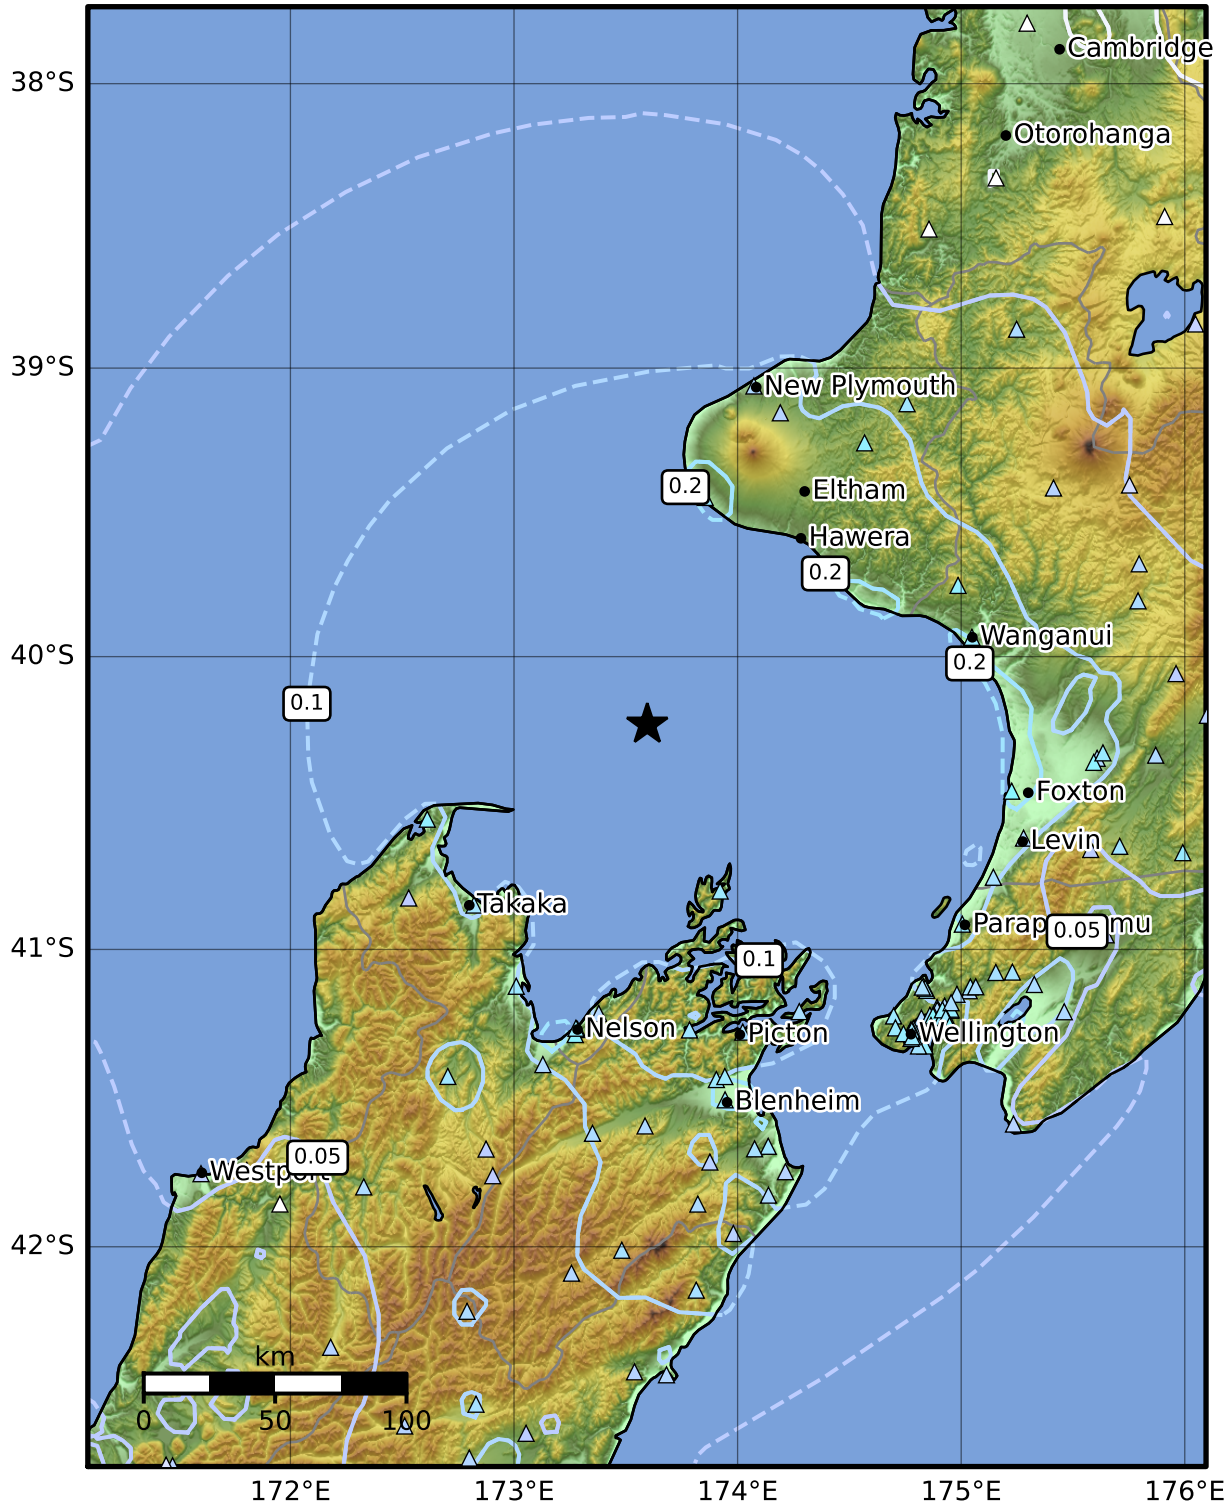 Cambridge
38°S
Otorohanga
39°S
New Plymouth
0.2
Eltham
Hawera
0.2
Wanganui
40°S
0.2
0.1
Foxton
Levin
Takaka
Parap mu
0.05
41°S
0.1
Nelson
Picton
Wellington
Blenheim
0.05
Westport
42°S
km
0 50 100
172°E 173°E 174°E 175°E 176°E